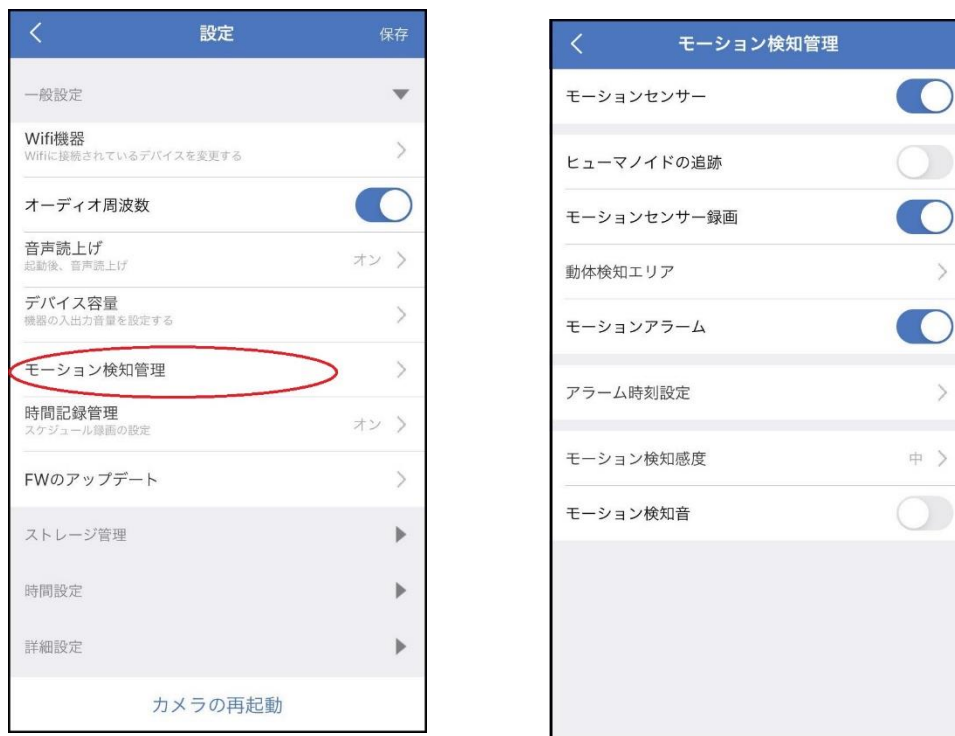 設定
保存
一般設定
Wifi機器
Wifiに接続されているデバイスを変更する
オーディオ周波数
音声読上げ
起動後、音声読上げ
オン
デバイス容量
機器の入出力音量を設定する
モーション検知管理
時間記録管理
スケジュール録画の設定
オン
FWのアップデート
ストレージ管理
時間設定
詳細設定
カメラの再起動
モーション検知管理
モーションセンサー
ヒューマノイドの追跡
モーションセンサー録画
動体検知エリア
モーションアラーム
アラーム時刻設定
モーション検知感度
中
モーション検知音